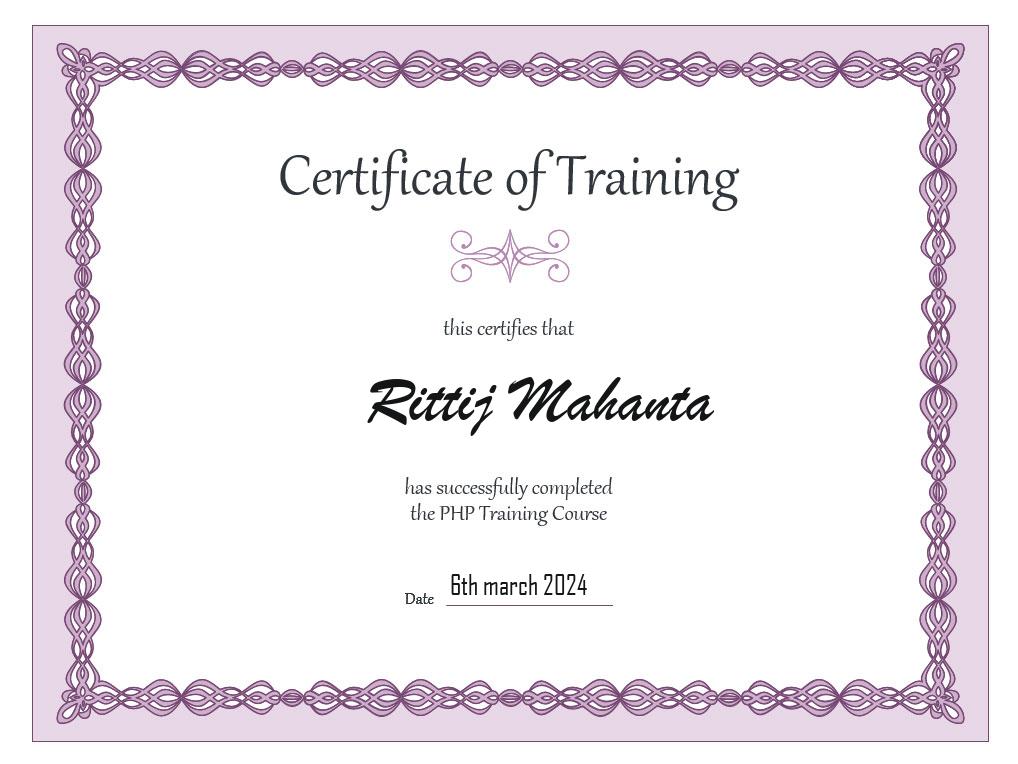 Certificate of Training
this certifies that
Rittij Mahanta
has successfully completed
the PHP Training Course
Date 6th march 2024